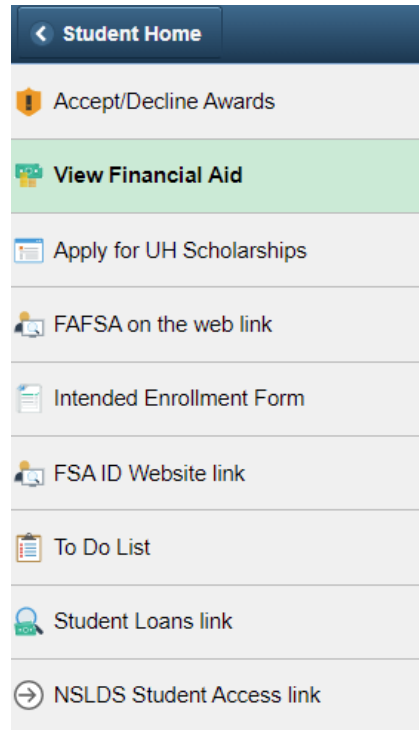 Student Home
Accept/Decline Awards
View Financial Aid
Apply for UH Scholarships
FAFSA on the web link
Intended Enrollment Form
FSA ID Website link
To Do List
Student Loans link
NSLDS Student Access link